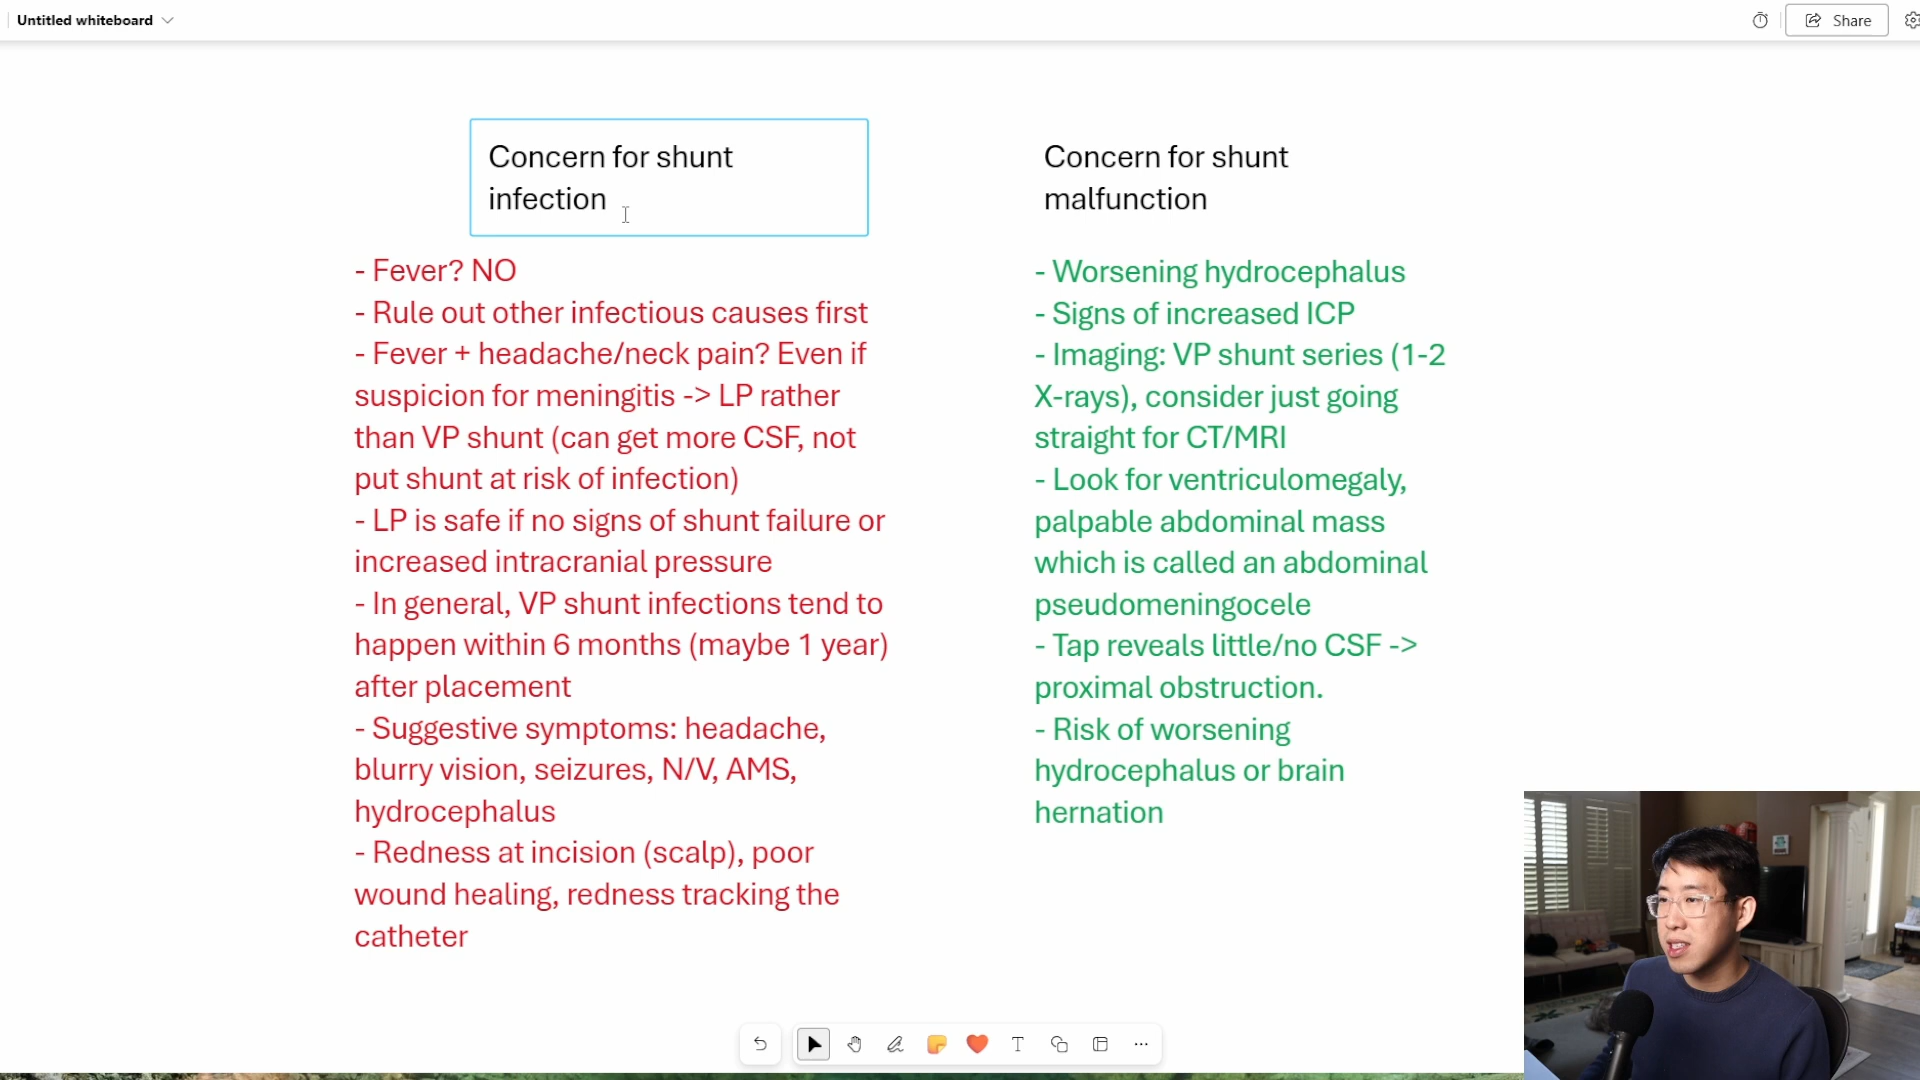 Untitled whiteboard
Share
Concern for shunt
infection
- Fever? NO
- Rule out other infectious causes first
- Fever + headache/neck pain? Even if
suspicion for meningitis -> LP rather
than VP shunt (can get more CSF, not
put shunt at risk of infection)
- LP is safe if no signs of shunt failure or
increased intracranial pressure
- In general, VP shunt infections tend to
happen within 6 months (maybe 1 year)
after placement
- Suggestive symptoms: headache,
blurry vision, seizures, N/V, AMS,
hydrocephalus
- Redness at incision (scalp), poor
wound healing, redness tracking the
catheter
Concern for shunt
malfunction
- Worsening hydrocephalus
- Signs of increased ICP
- Imaging: VP shunt series (1-2
X-rays), consider just going
straight for CT/MRI
- Look for ventriculomegaly,
palpable abdominal mass
which is called an abdominal
pseudomeningocele
- Tap reveals little/no CSF ->
proximal obstruction.
- Risk of worsening
hydrocephalus or brain
hernation